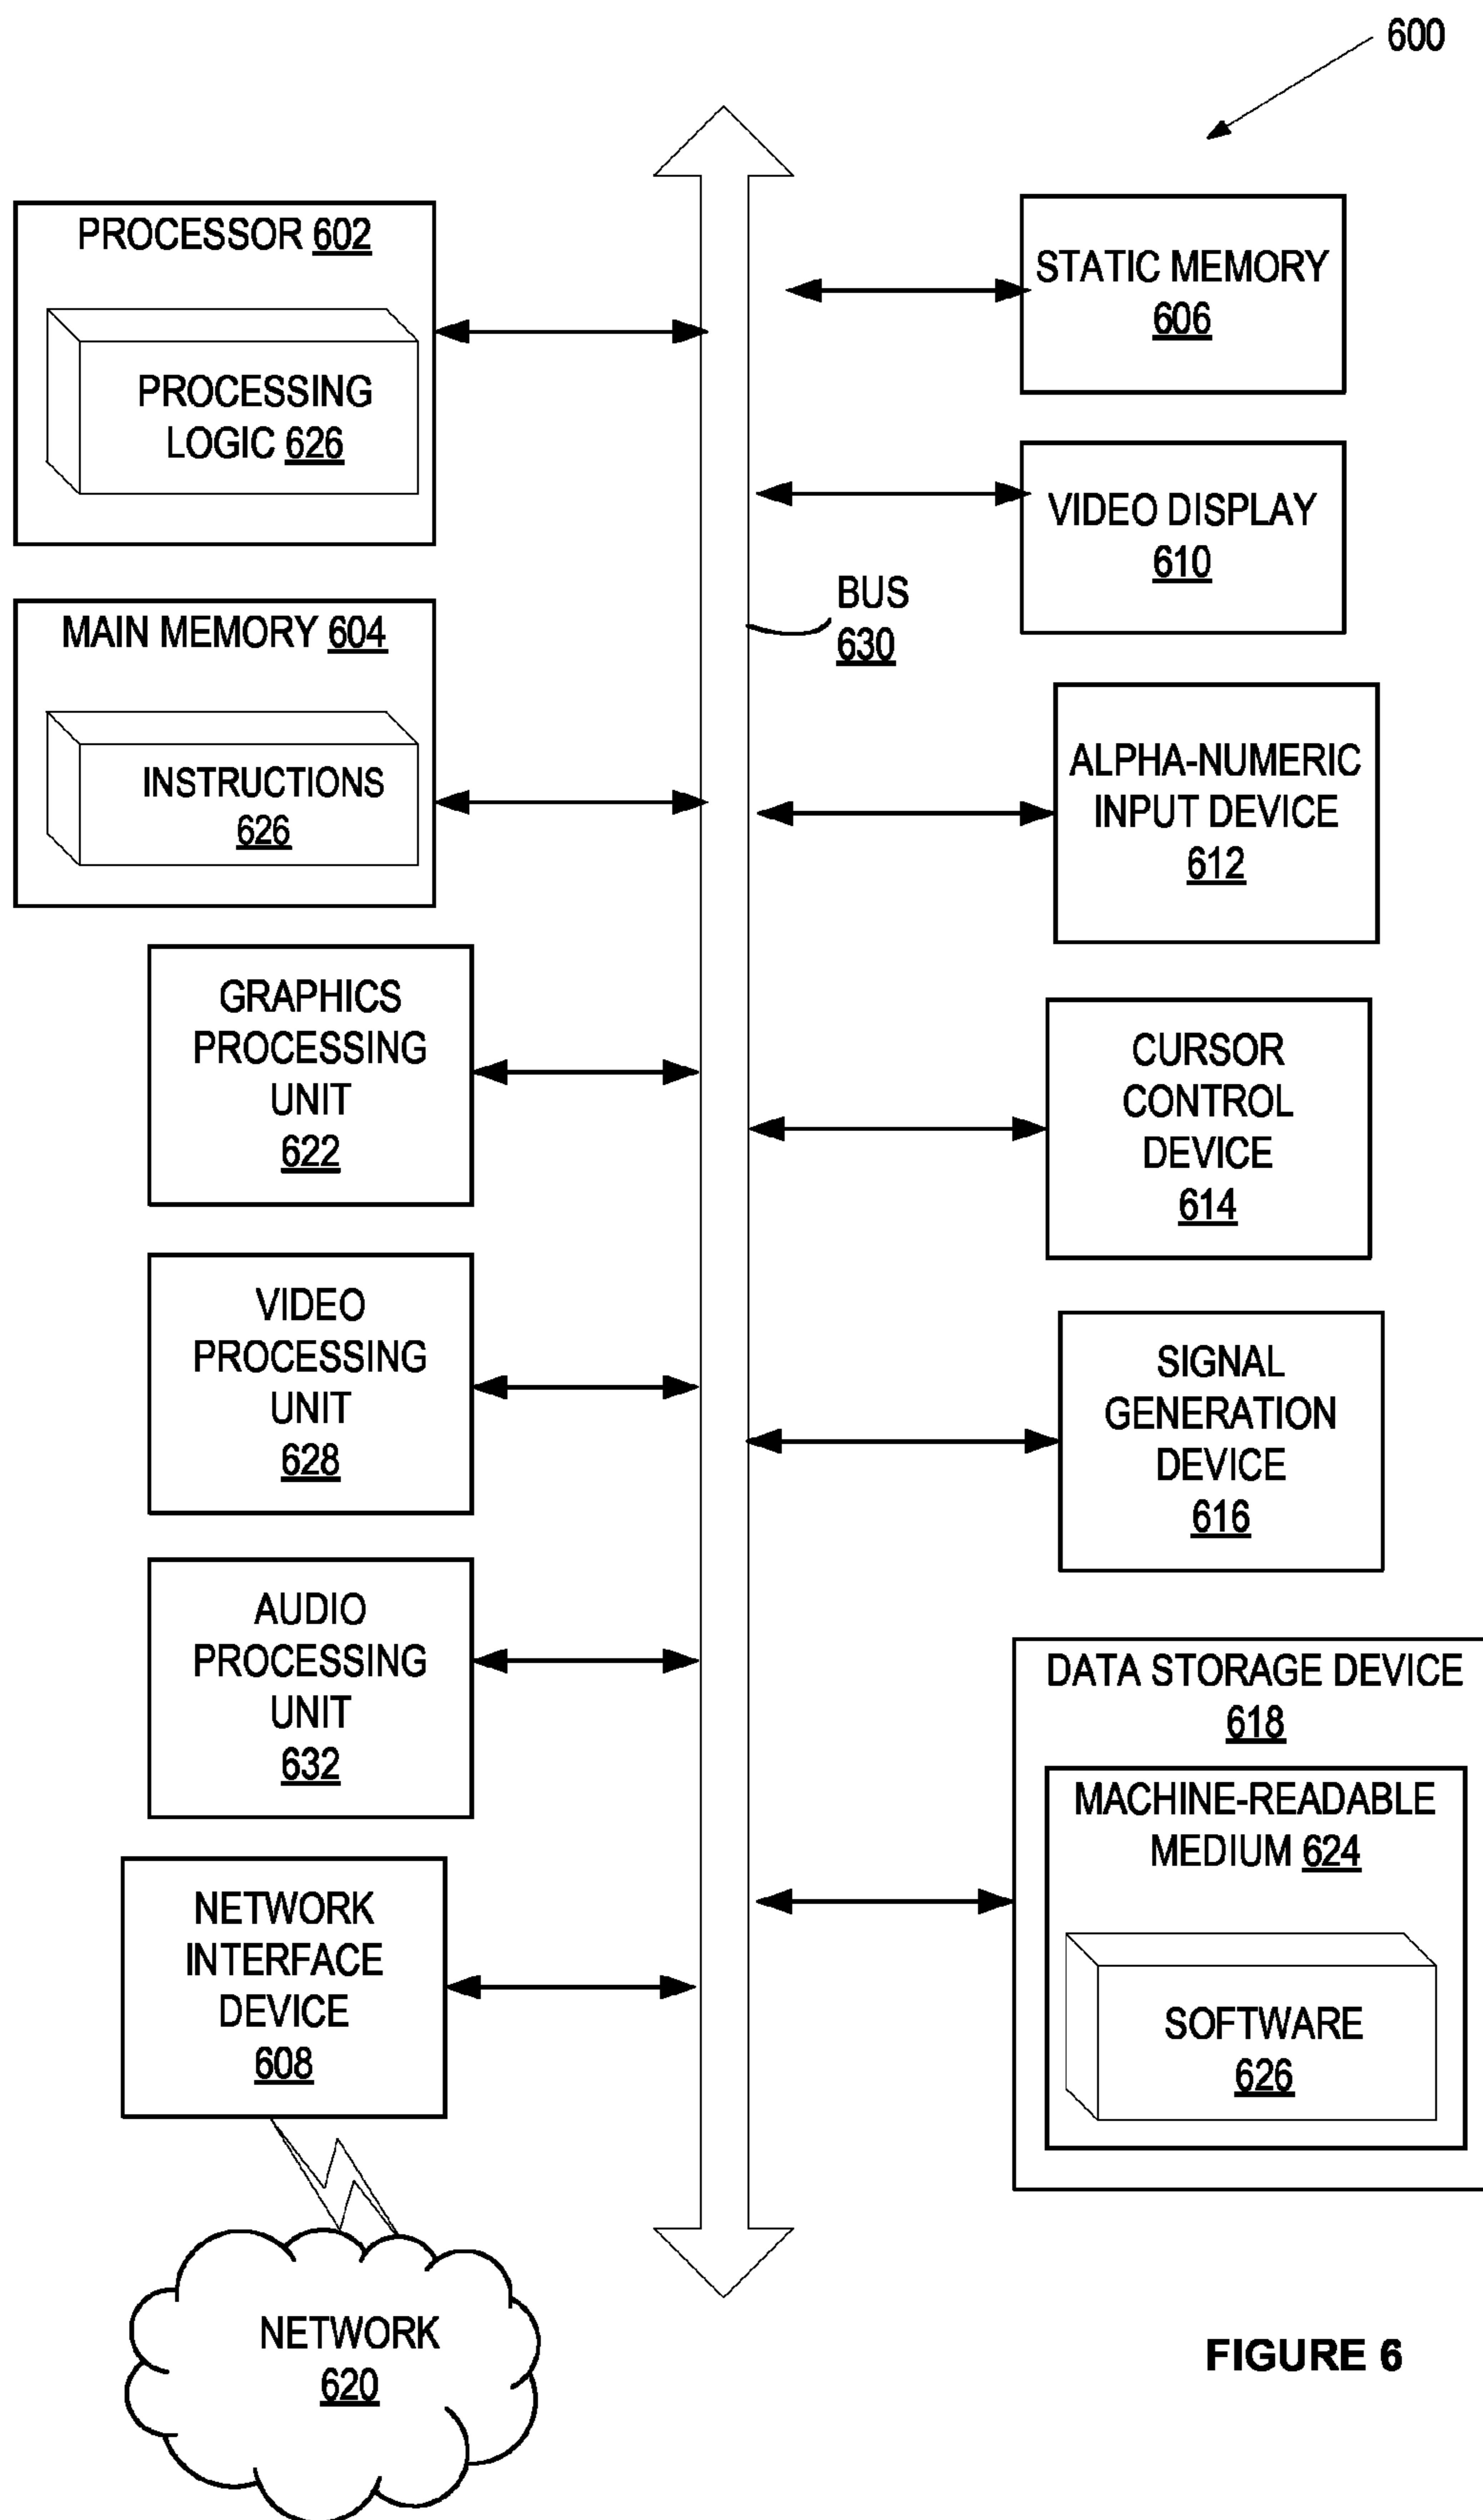 600
PROCESSOR 602
PROCESSING
LOGIC 626
MAIN MEMORY 604
INSTRUCTIONS
626
GRAPHICS
PROCESSING
UNIT
622
VIDEO
PROCESSING
UNIT
628
AUDIO
PROCESSING
UNIT
632
NETWORK
INTERFACE
DEVICE
608
NETWORK
620
BUS
630
STATIC MEMORY
606
VIDEO DISPLAY
610
ALPHA-NUMERIC
INPUT DEVICE
612
CURSOR
CONTROL
DEVICE
614
SIGNAL
GENERATION
DEVICE
616
DATA STORAGE DEVICE
618
MACHINE-READABLE
MEDIUM 624
SOFTWARE
626
FIGURE 6